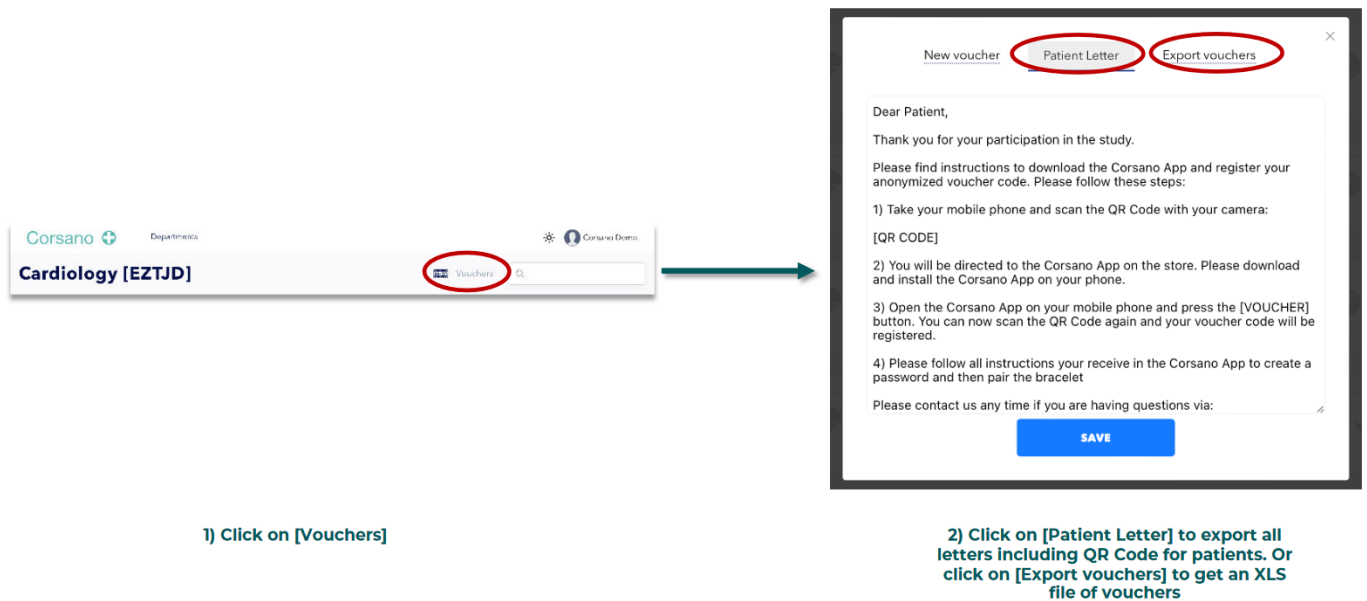 Corsano
Departments
Corsano Demo
Cardiology [EZTJD]
Vouchers
1) Click on [Vouchers]
New voucher
Patient Letter
Export vouchers
Dear Patient,
Thank you for your participation in the study.
Please find instructions to download the Corsano App and register your
anonymized voucher code. Please follow these steps:
1) Take your mobile phone and scan the QR Code with your camera:
[QR CODE]
2) You will be directed to the Corsano App on the store. Please download
and install the Corsano App on your phone.
3) Open the Corsano App on your mobile phone and press the [VOUCHER]
button. You can now scan the QR Code again and your voucher code will be
registered.
4) Please follow all instructions your receive in the Corsano App to create a
password and then pair the bracelet
Please contact us any time if you are having questions via:
SAVE
2) Click on [Patient Letter] to export all
letters including QR Code for patients. Or
click on [Export vouchers] to get an XLS
file of vouchers